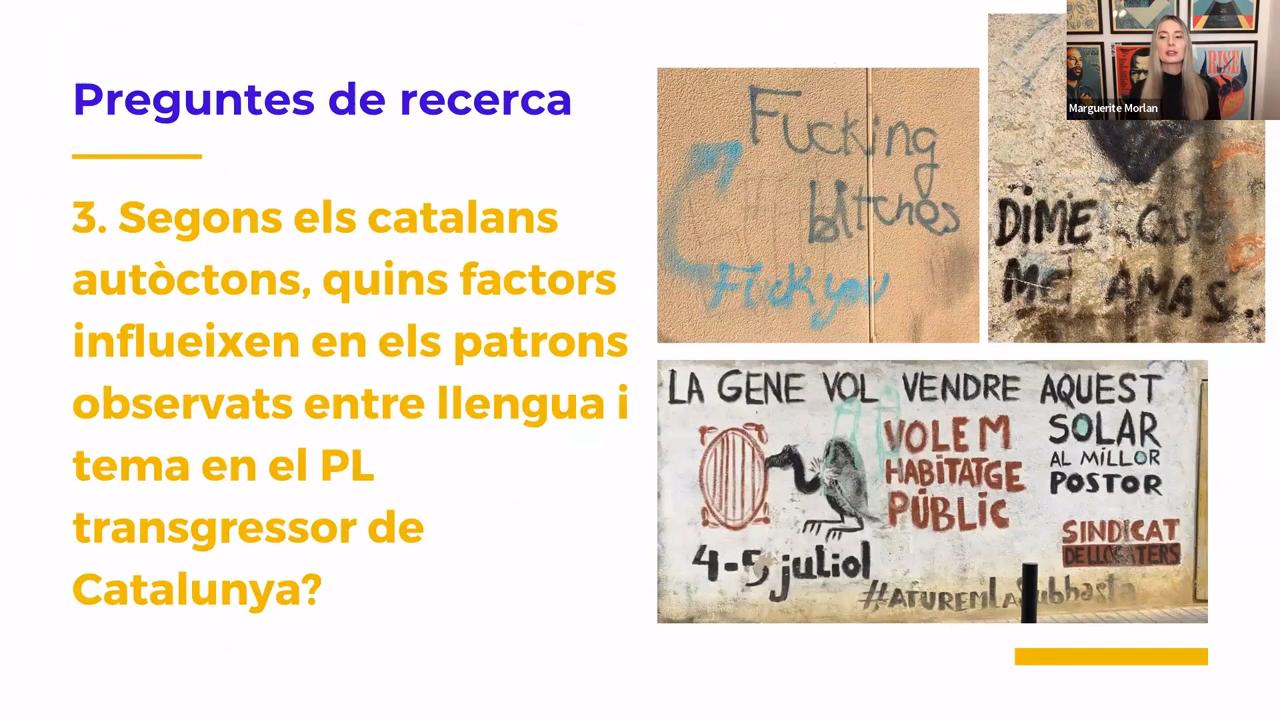 Preguntes de recerca
3. Segons els catalans
autòctons, quins factors
influeixen en els patrons
observats entre llengua i
tema en el PL
transgressor de
Catalunya?
Fucking
bitches
Fuck you
DIME QUE
ME AMAS...
LA GENE VOL VENDRE AQUEST
SOLAR
AL MILLOR
POSTOR
VOLEM
HABITATGE
PÚBLIC
4-5 juliol
SINDICAT
DE LLOGATERS
#ATUREMLASubhasta
Marguerite Morlan
RISE